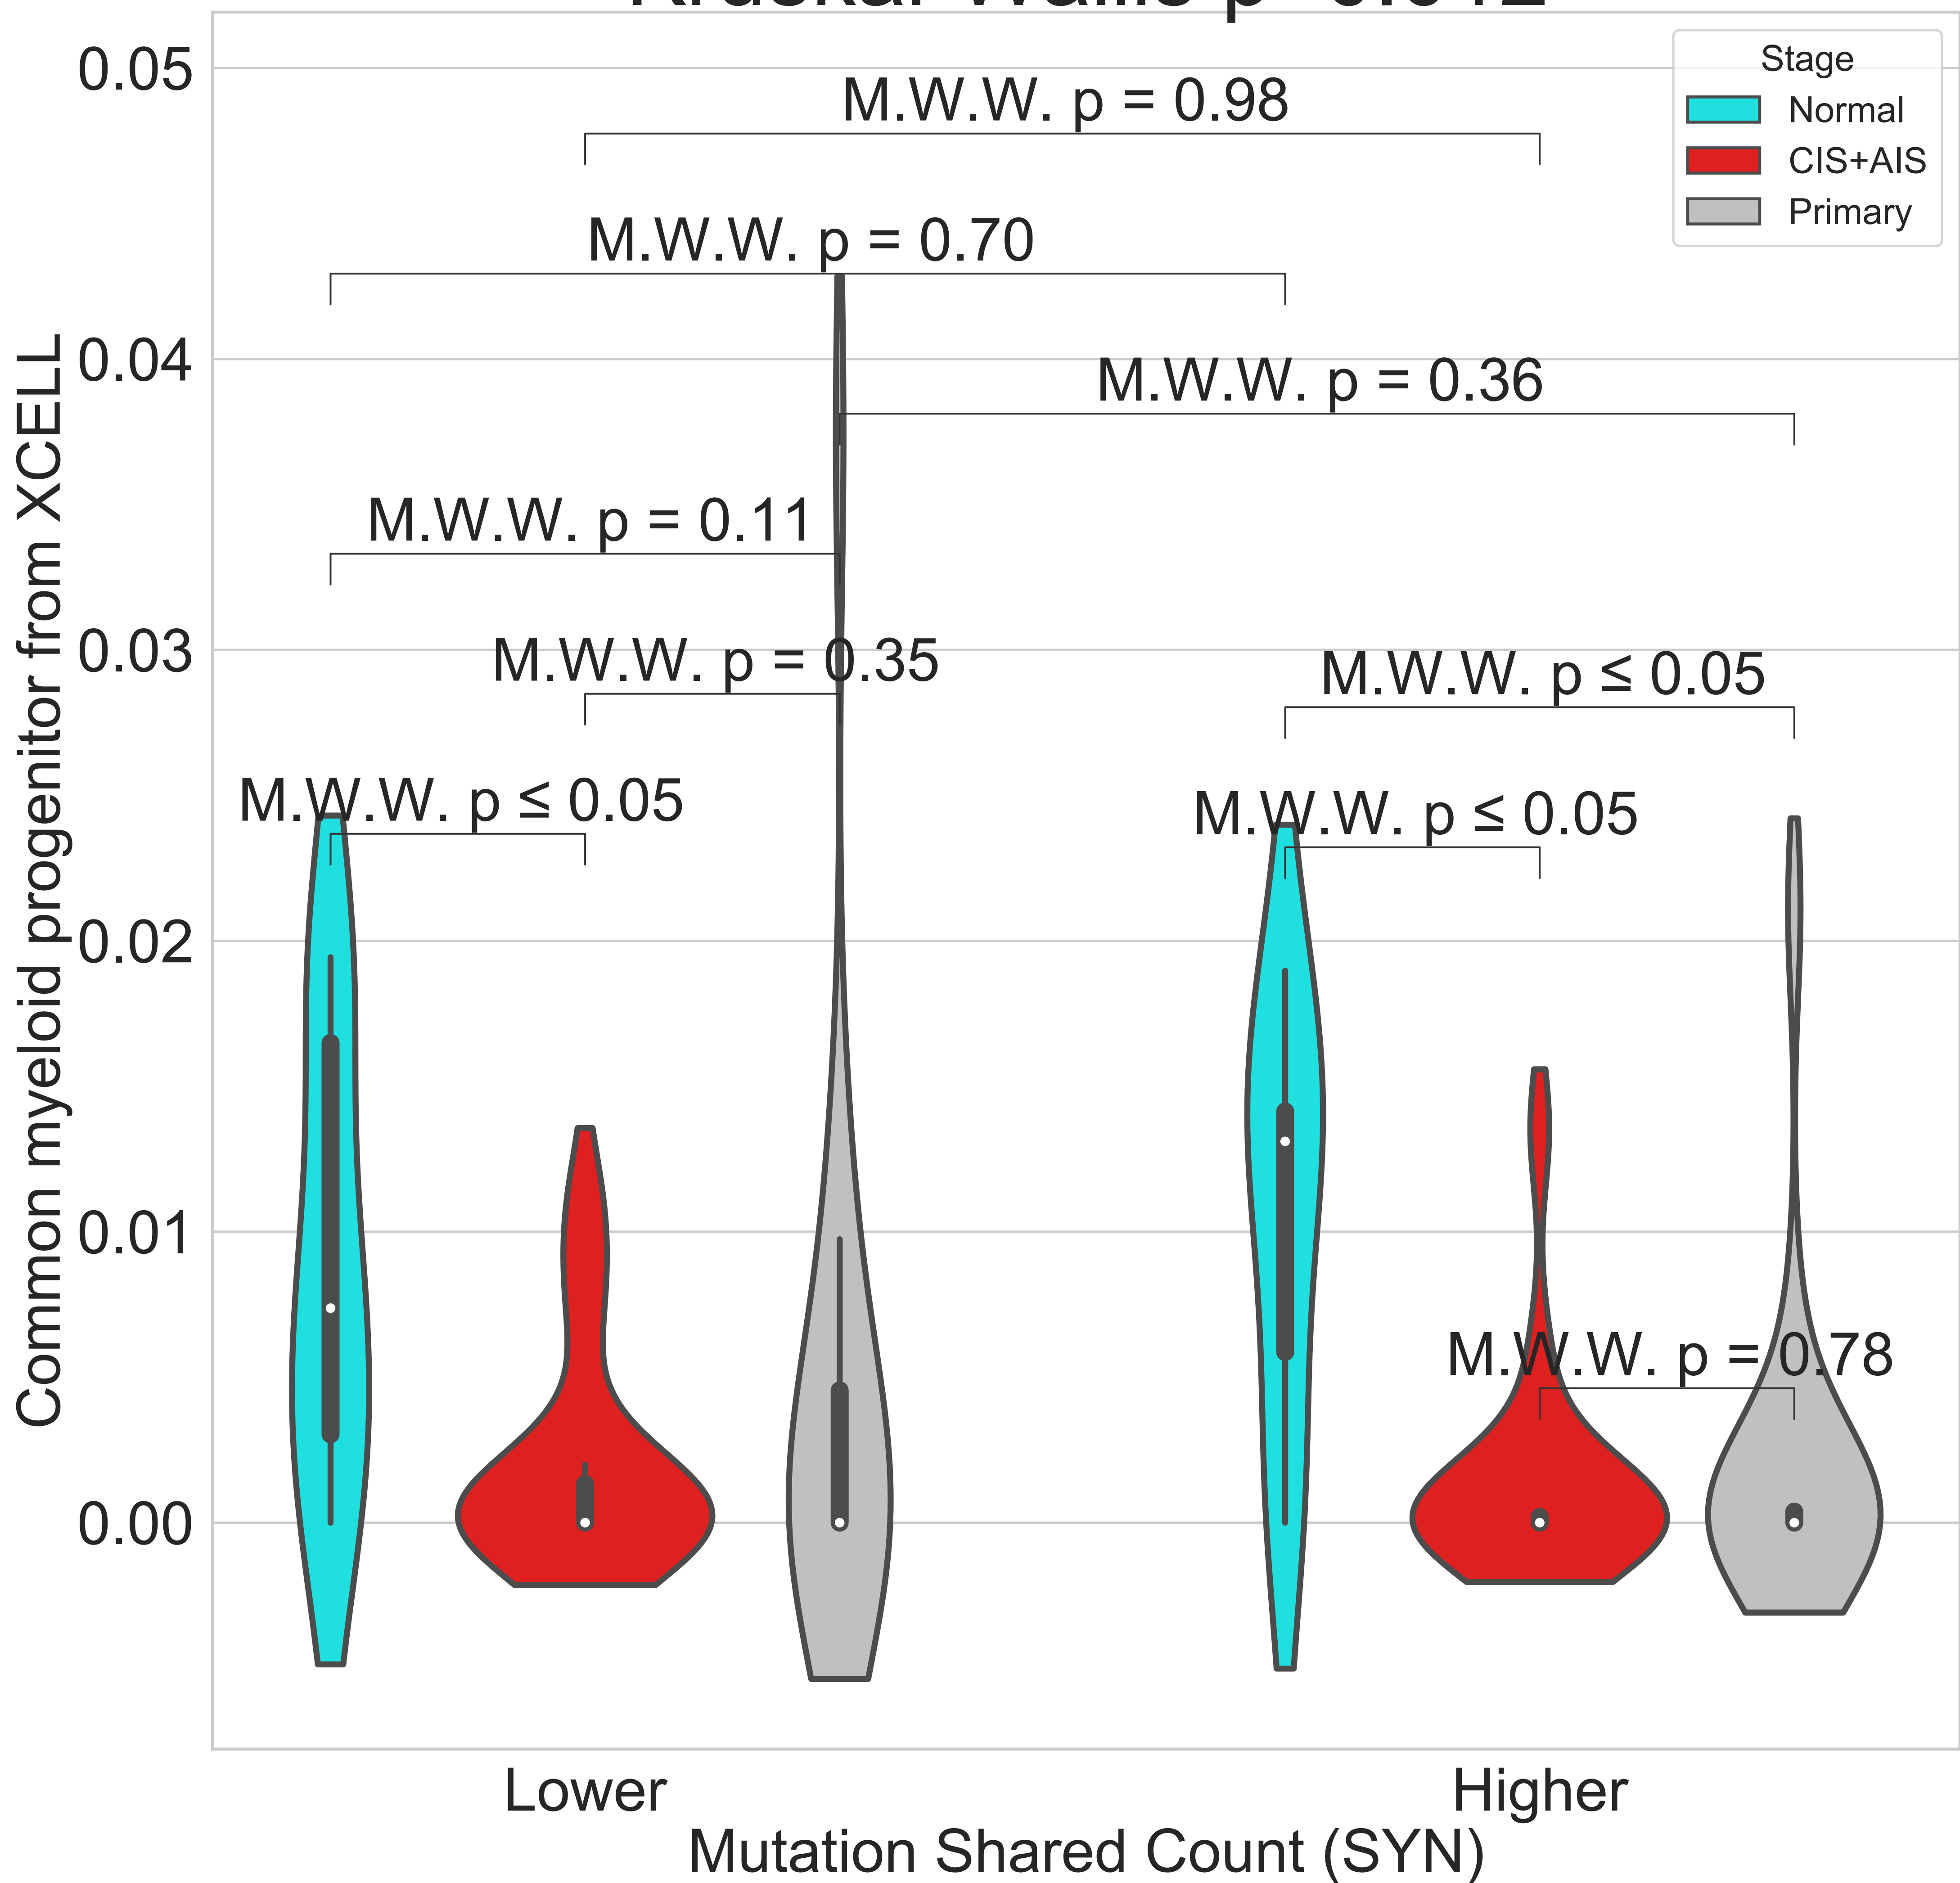 0.05
0.04
0.03
0.02
0.01
0.00
Common myeloid progenitor from XCELL
Stage
Normal
CIS+AIS
Primary
M.W.W. p = 0.98
M.W.W. p = 0.70
M.W.W. p = 0.36
M.W.W. p = 0.11
M.W.W. p = 0.35
M.W.W. p ≤ 0.05
M.W.W. p ≤ 0.05
M.W.W. p ≤ 0.05
M.W.W. p = 0.78
Lower
Higher
Mutation Shared Count (SYN)